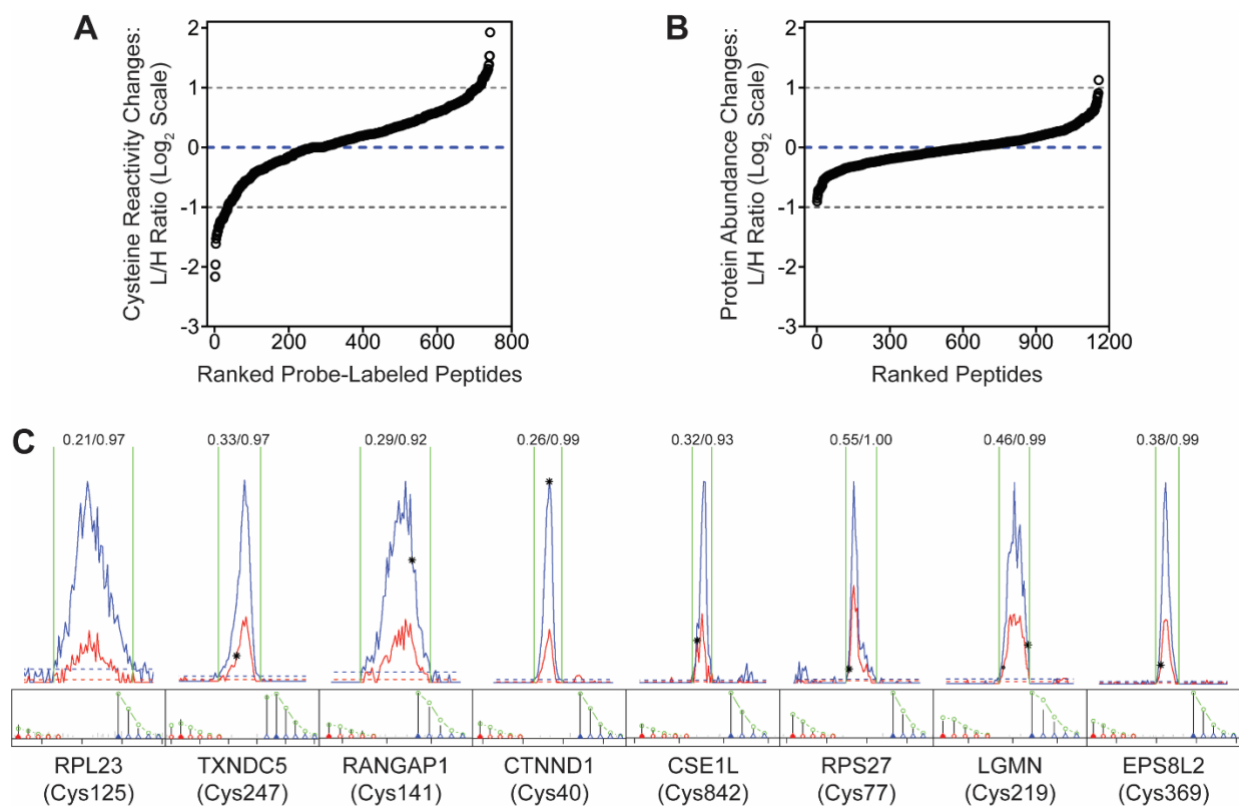 A
Cysteine Reactivity Changes:
L/H Ratio (Log2 Scale)
2
1
0
-1
-2
-3
0 200 400 600 800
Ranked Probe-Labeled Peptides
B
Protein Abundance Changes:
L/H Ratio (Log2 Scale)
2
1
0
-1
-2
-3
0 300 600 900 1200
Ranked Peptides
C
0.21/0.97 0.33/0.97 0.29/0.92 0.26/0.99 0.32/0.93 0.55/1.00 0.46/0.99 0.38/0.99
RPL23 TXNDC5 RANGAP1 CTNND1 CSE1L RPS27 LGMN EPS8L2
(Cys125) (Cys247) (Cys141) (Cys40) (Cys842) (Cys77) (Cys219) (Cys369)